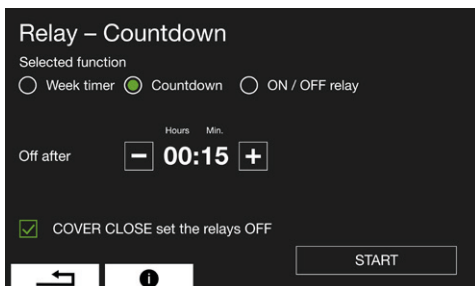 Relay – Countdown
Selected function
Week timer Countdown ON / OFF relay
Hours Min.
Off after − 00:15 +
COVER CLOSE set the relays OFF
START